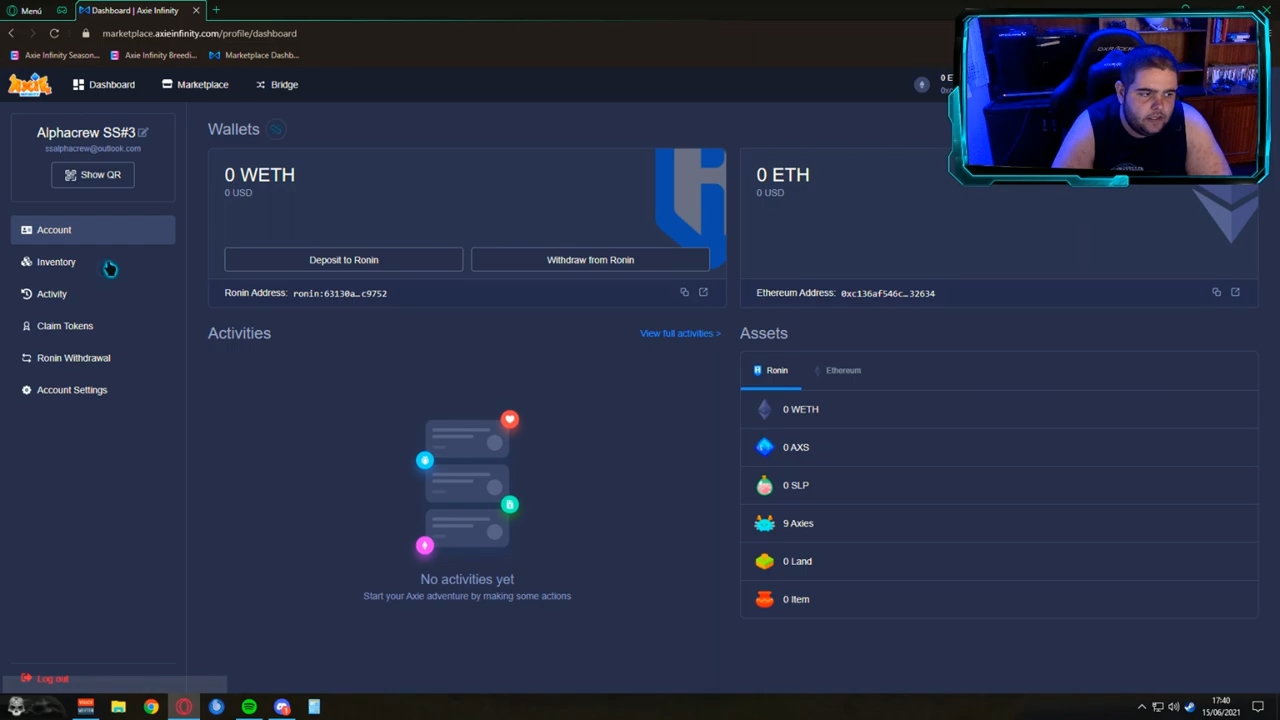 Menú
Dashboard | Axie Infinity
marketplace.axieinfinity.com/profile/dashboard
Axie Infinity Season...
Axie Infinity Breedi...
Marketplace Dashb...
Dashboard
Marketplace
Bridge
Alphacrew SS#3
ssalphacrew@outlook.com
Show QR
Account
Inventory
Activity
Claim Tokens
Ronin Withdrawal
Account Settings
Log out
Wallets
0 WETH
0 USD
Deposit to Ronin
Withdraw from Ronin
Ronin Address: ronin:63130a...c9752
0 ETH
0 USD
Ethereum Address: 0xc136af546c...32634
Activities
View full activities >
No activities yet
Start your Axie adventure by making some actions
Assets
Ronin
Ethereum
0 WETH
0 AXS
0 SLP
9 Axies
0 Land
0 Item
17:40
15/06/2021